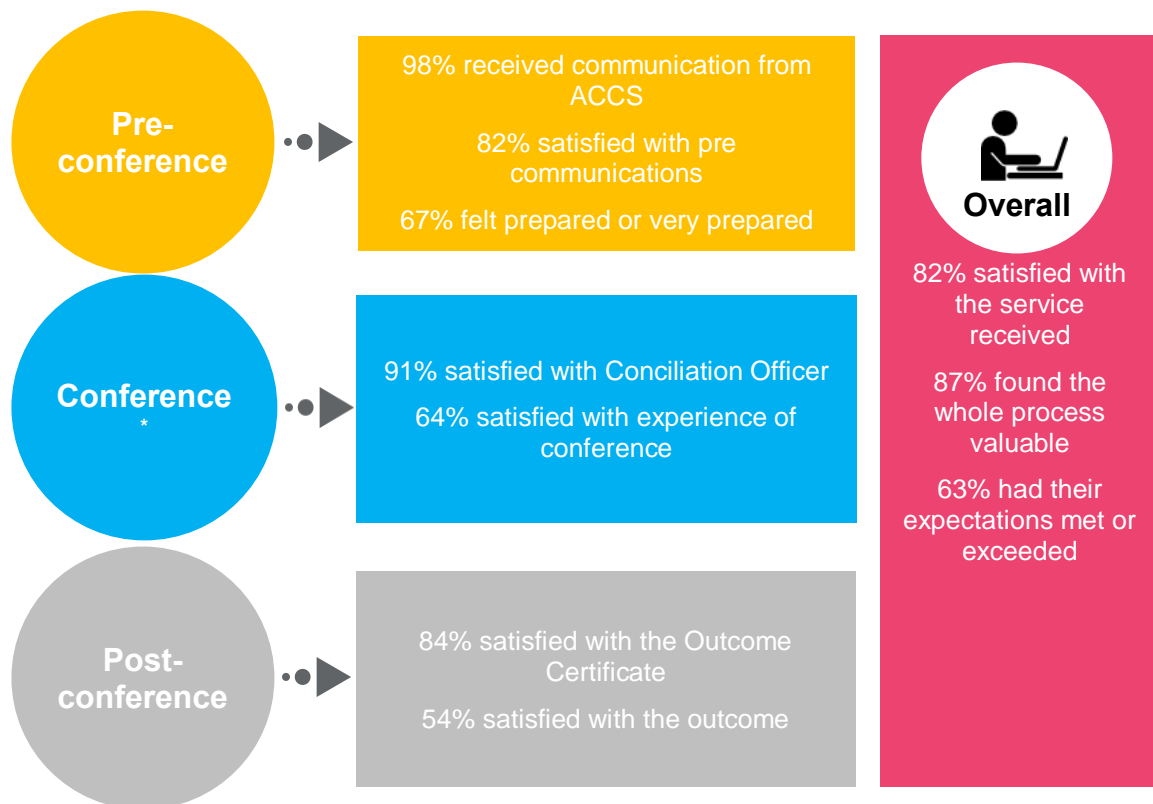 Pre-
conference
98% received communication from
ACCS
82% satisfied with pre
communications
67% felt prepared or very prepared
Conference
*
91% satisfied with Conciliation Officer
64% satisfied with experience of
conference
Post-
conference
84% satisfied with the Outcome
Certificate
54% satisfied with the outcome
Overall
82% satisfied with
the service
received
87% found the
whole process
valuable
63% had their
expectations met or
exceeded